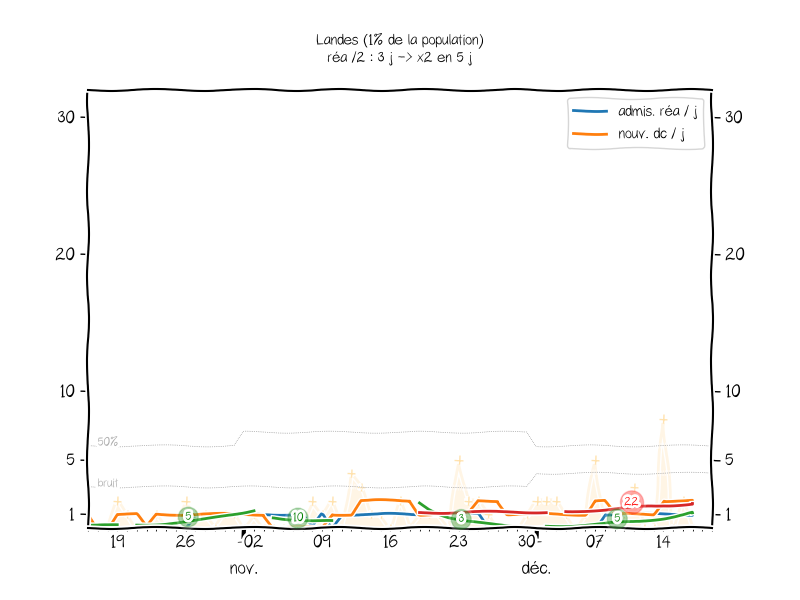 Landes (1% de la population)
réa /2 : 3 j -> x2 en 5 j
admis. réa / j
nouv. dc / j
30 30
20 20
10 10
50%
5 5
bruit
22
1 5 10 3 5 1
19 26 02 09 16 23 30 07 14
nov. déc.